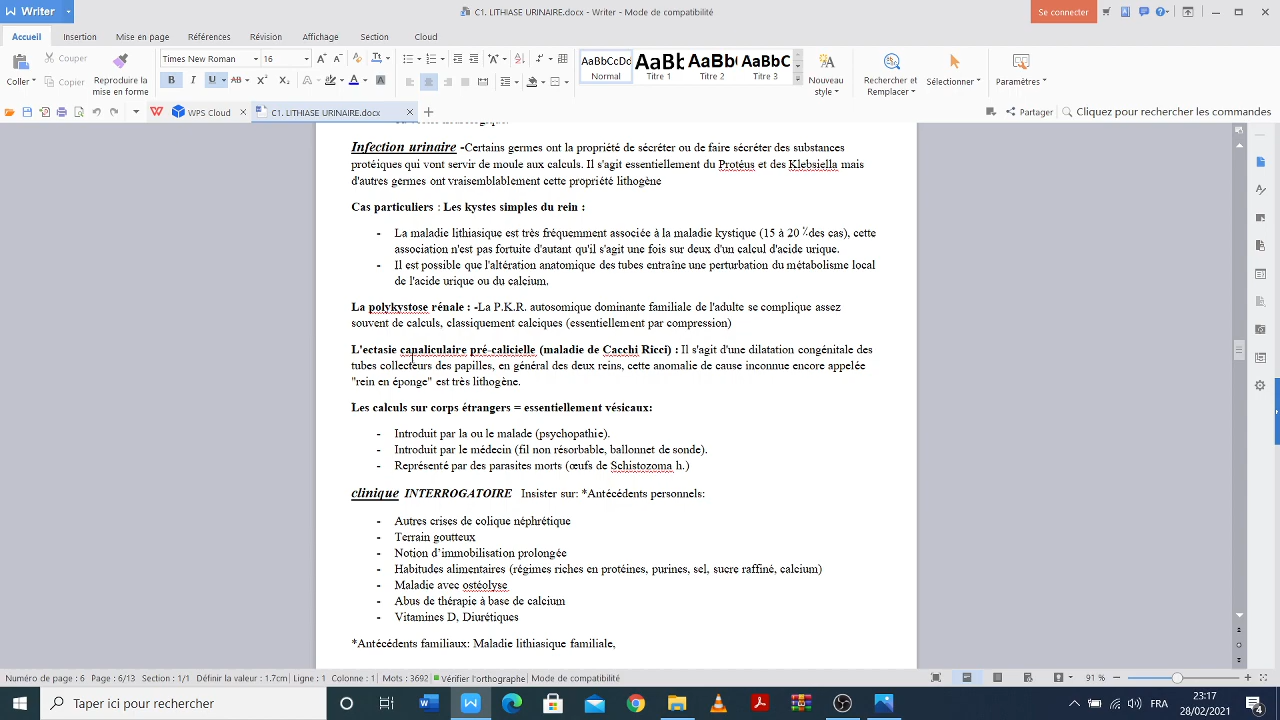 Writer
C1. LITHIASE URINAIRE.docx - Writer - Mode de compatibilité
Se connecter
Accueil Insertion Mise en page Références Révision Affichage Section Cloud
Coller Couper Copier Reproduire la mise en forme
Times New Roman 16
AaBbCcDd AaBb AaBb( AaBbC
Normal Titre 1 Titre 2 Titre 3
Nouveau style Rechercher et Remplacer Sélectionner Paramètres
WPS Cloud C1. LITHIASE URINAIRE.docx Partager Cliquez pour rechercher les commandes
Infection urinaire -Certains germes ont la propriété de sécréter ou de faire sécréter des substances
protéiques qui vont servir de moule aux calculs. Il s'agit essentiellement du Protéus et des Klebsiella mais
d'autres germes ont vraisemblablement cette propriété lithogène
Cas particuliers : Les kystes simples du rein :
- La maladie lithiasique est très fréquemment associée à la maladie kystique (15 à 20 ٪des cas), cette
association n'est pas fortuite d'autant qu'il s'agit une fois sur deux d'un calcul d'acide urique.
- Il est possible que l'altération anatomique des tubes entraîne une perturbation du métabolisme local
de l'acide urique ou du calcium.
La polykystose rénale : -La P.K.R. autosomique dominante familiale de l'adulte se complique assez
souvent de calculs, classiquement calciques (essentiellement par compression)
L'ectasie canaliculaire pré-calicielle (maladie de Cacchi Ricci) : Il s'agit d'une dilatation congénitale des
tubes collecteurs des papilles, en général des deux reins, cette anomalie de cause inconnue encore appelée
"rein en éponge" est très lithogène.
Les calculs sur corps étrangers = essentiellement vésicaux:
- Introduit par la ou le malade (psychopathie).
- Introduit par le médecin (fil non résorbable, ballonnet de sonde).
- Représenté par des parasites morts (œufs de Schistozoma h.)
clinique INTERROGATOIRE Insister sur: *Antécédents personnels:
- Autres crises de colique néphrétique
- Terrain goutteux
- Notion d'immobilisation prolongée
- Habitudes alimentaires (régimes riches en protéines, purines, sel, sucre raffiné, calcium)
- Maladie avec ostéolyse
- Abus de thérapie à base de calcium
- Vitamines D, Diurétiques
*Antécédents familiaux: Maladie lithiasique familiale,
Numéro de page: 6 Page: 6/13 Section: 1/1 Définir la valeur : 1.7cm Ligne : 1 Colonne : 1 Mots: 3692 Vérifier l'orthographe Mode de compatibilité 91 %
Taper ici pour rechercher
FRA
23:17
28/02/2021
4